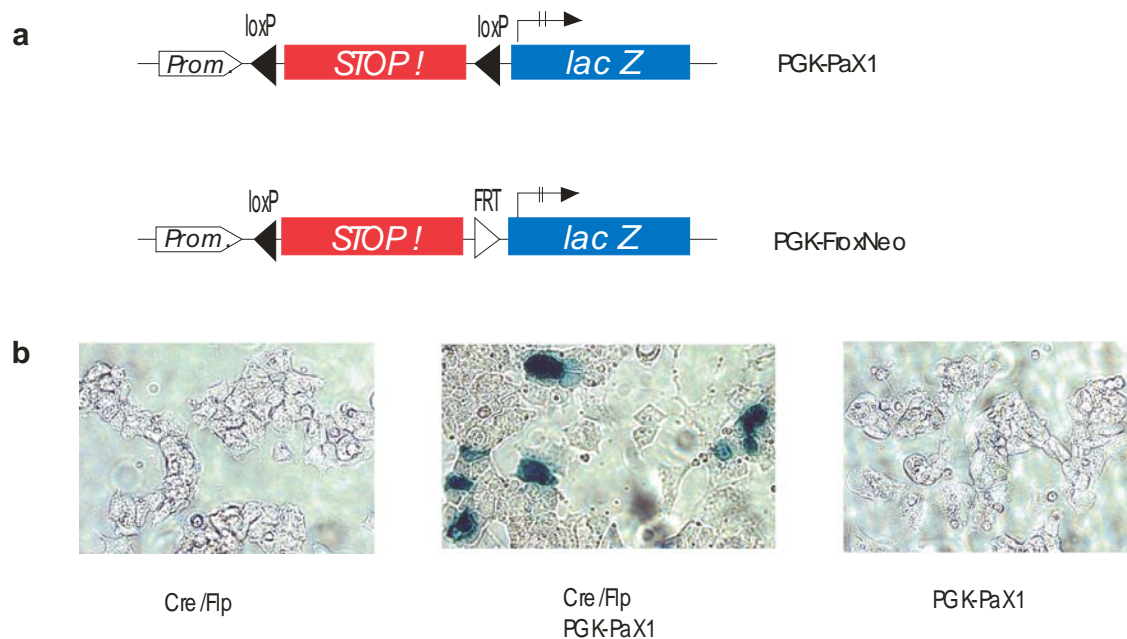 a
loxP loxP
Prom. STOP! lac Z PGK-PaX1
loxP FRT
Prom. STOP! lac Z PGK-FroxNeo
b
Cre/Flp
Cre/Flp
PGK-PaX1
PGK-PaX1